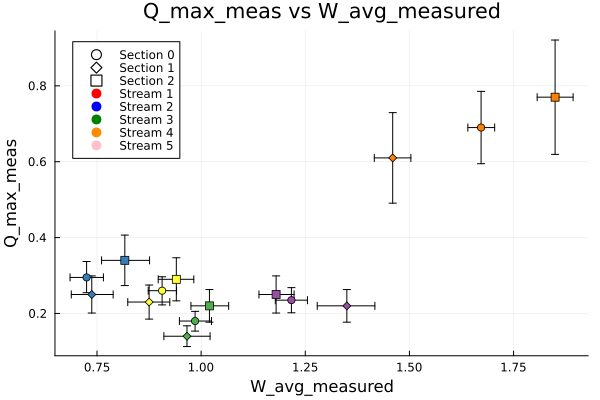 Q_max_meas vs W_avg_measured
Section 0
Section 1
Section 2
Stream 1
Stream 2
Stream 3
Stream 4
Stream 5
Q_max_meas
0.8
0.6
0.4
0.2
0.75 1.00 1.25 1.50 1.75
W_avg_measured